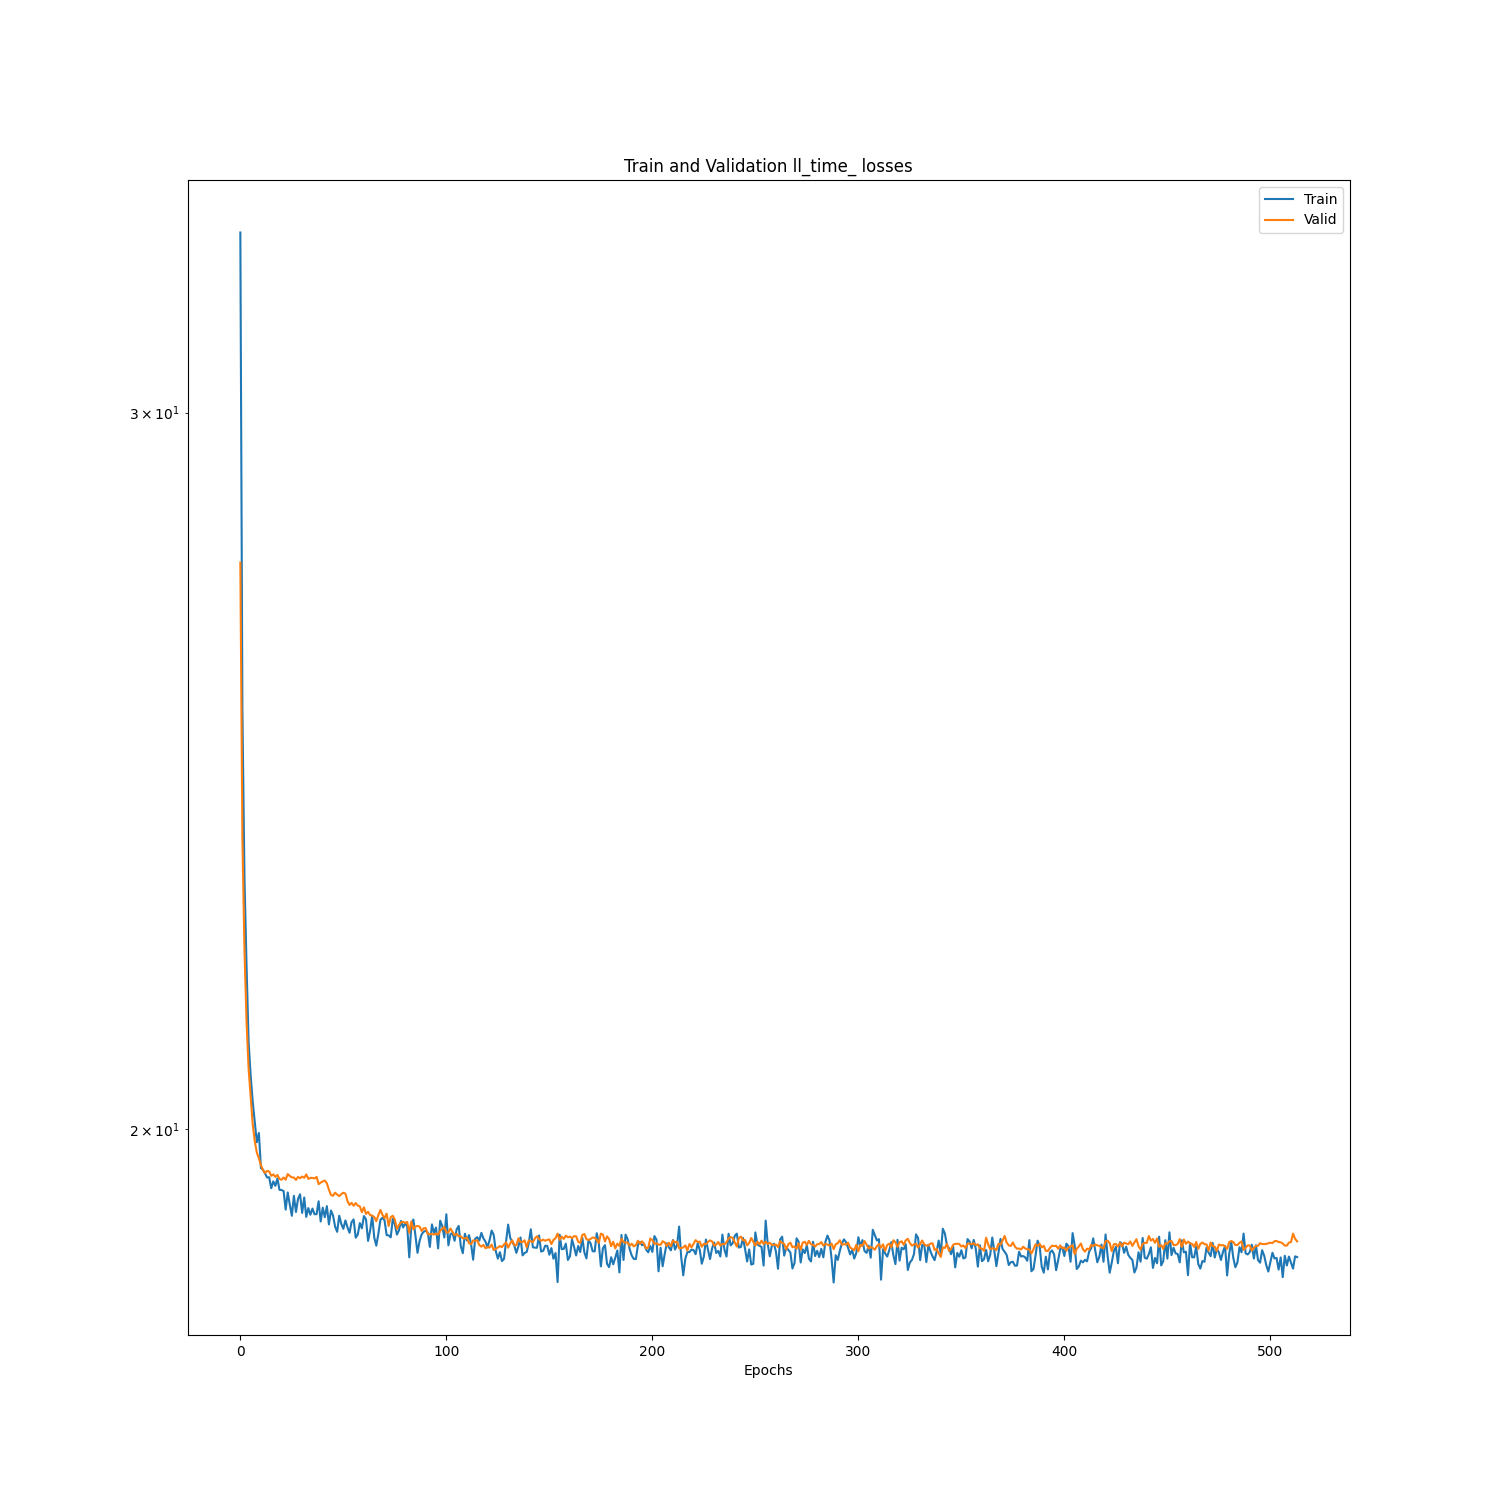 Train and Validation ll_time_ losses
Train
Valid
3 × 10¹
2 × 10¹
0 100 200 300 400 500
Epochs